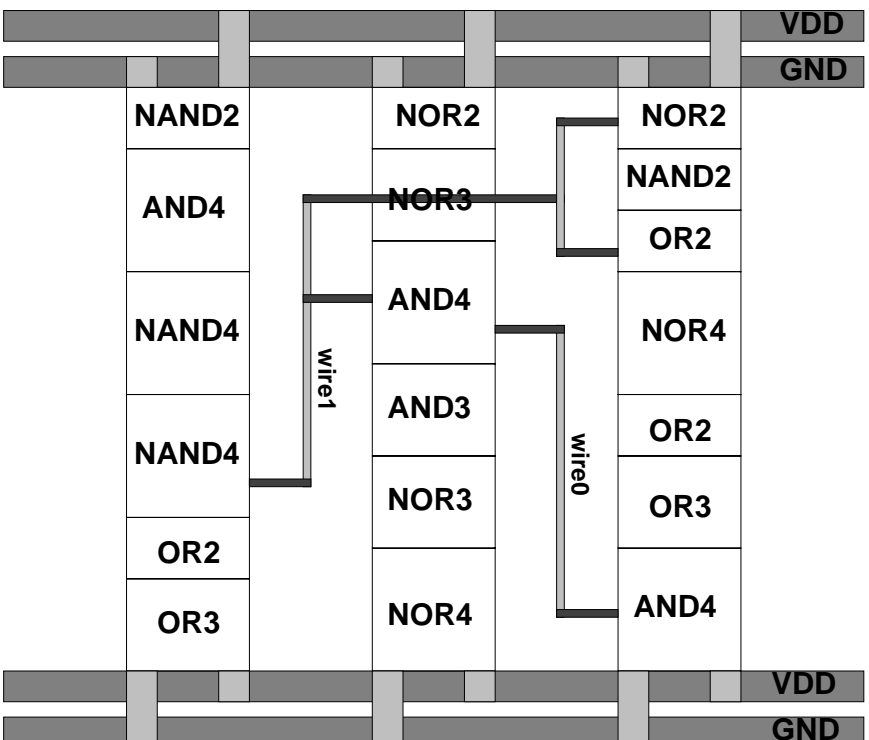 VDD
GND
NAND2
AND4
NAND4
NAND4
OR2
OR3
wire1
NOR2
NOR3
AND4
AND3
NOR3
NOR4
wire0
NOR2
NAND2
OR2
NOR4
OR2
OR3
AND4
VDD
GND